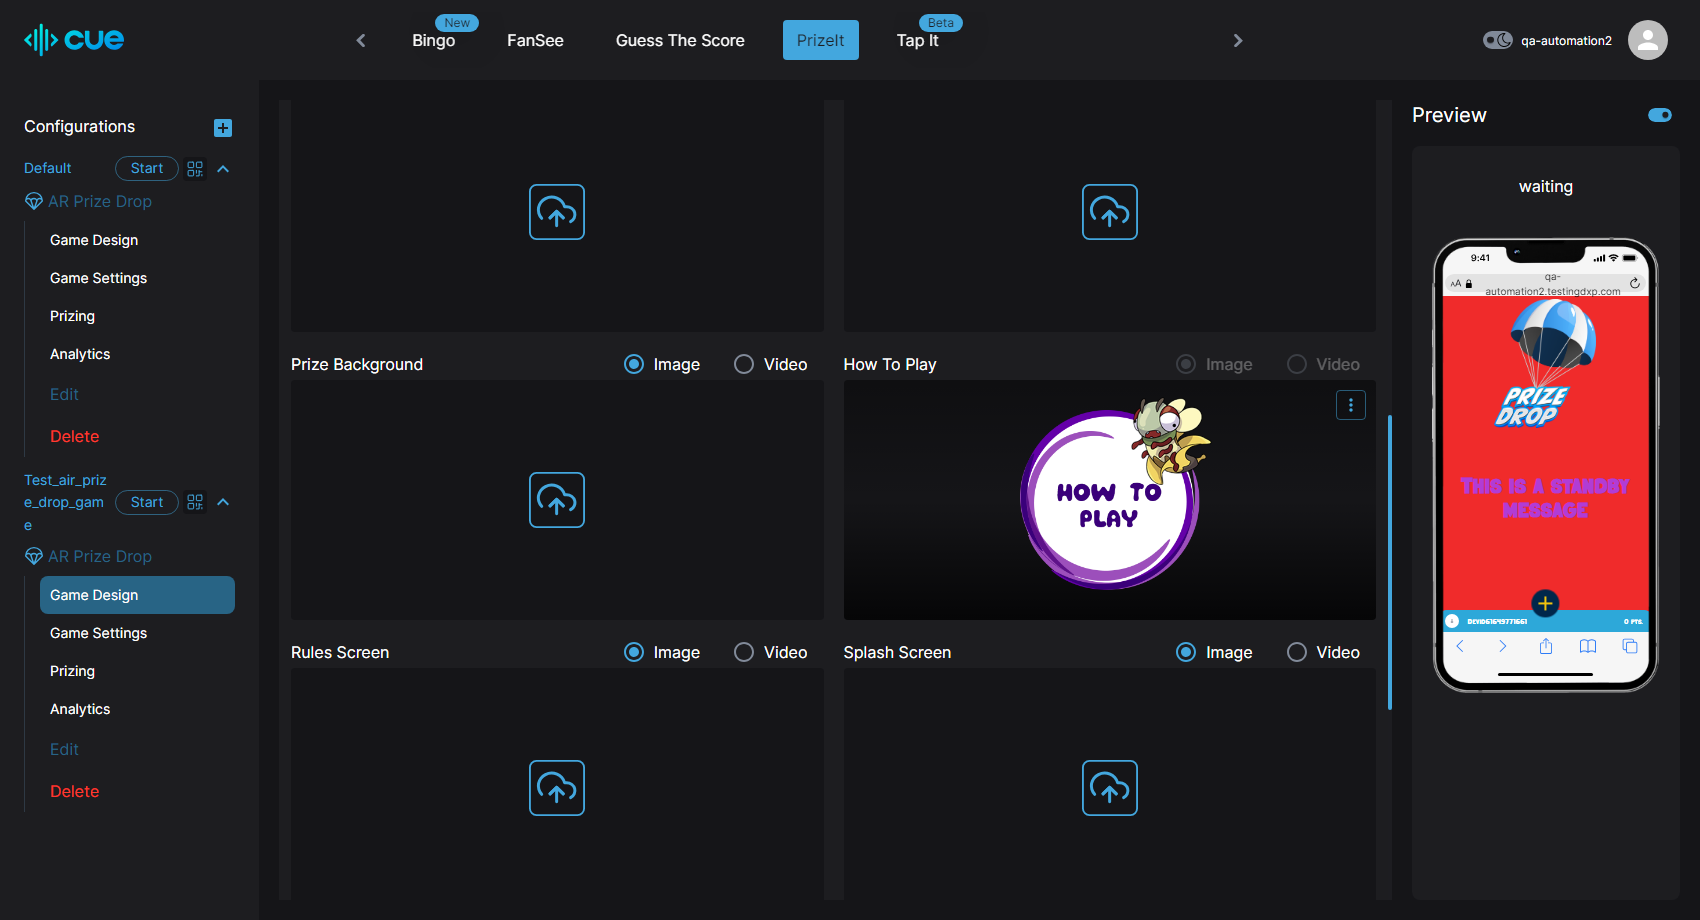 cue
New
Bingo
FanSee
Guess The Score
PrizeIt
Beta
Tap It
qa-automation2
Configurations
Default
Start
AR Prize Drop
Game Design
Game Settings
Prizing
Analytics
Edit
Delete
Test_air_priz
e_drop_gam
e
Start
AR Prize Drop
Game Design
Game Settings
Prizing
Analytics
Edit
Delete
Prize Background
Image
Video
How To Play
Image
Video
HOW TO
PLAY
Rules Screen
Image
Video
Splash Screen
Image
Video
Preview
waiting
9:41
AA
qa-
automation2.testingdxp.com
PRIZE
DROP
THIS IS A STANDBY
MESSAGE
0 PTS.